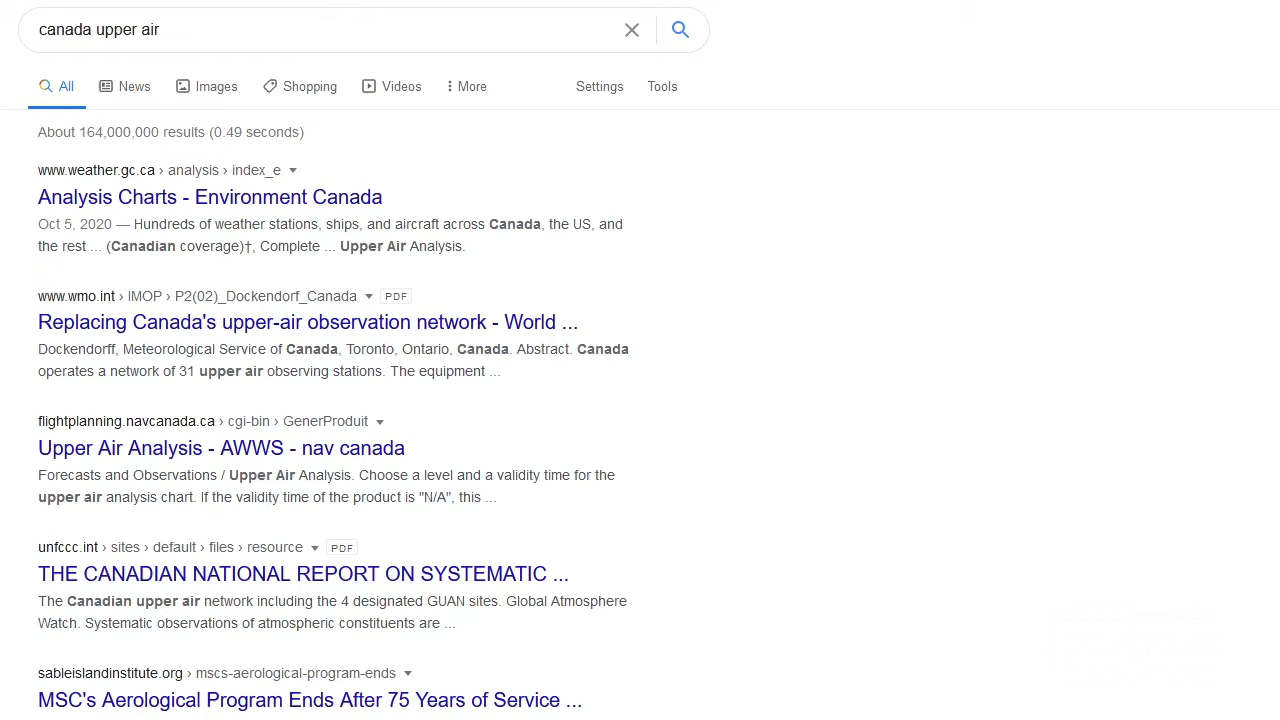 canada upper air
All News Images Shopping Videos More Settings Tools
About 164,000,000 results (0.49 seconds)
www.weather.gc.ca › analysis › index_e
Analysis Charts - Environment Canada
Oct 5, 2020 — Hundreds of weather stations, ships, and aircraft across Canada, the US, and
the rest ... (Canadian coverage)†, Complete ... Upper Air Analysis.
www.wmo.int › IMOP › P2(02)_Dockendorf_Canada PDF
Replacing Canada's upper-air observation network - World ...
Dockendorff, Meteorological Service of Canada, Toronto, Ontario, Canada. Abstract. Canada
operates a network of 31 upper air observing stations. The equipment ...
flightplanning.navcanada.ca › cgi-bin › GenerProduit
Upper Air Analysis - AWWS - nav canada
Forecasts and Observations / Upper Air Analysis. Choose a level and a validity time for the
upper air analysis chart. If the validity time of the product is "N/A", this ...
unfccc.int › sites › default › files › resource PDF
THE CANADIAN NATIONAL REPORT ON SYSTEMATIC ...
The Canadian upper air network including the 4 designated GUAN sites. Global Atmosphere
Watch. Systematic observations of atmospheric constituents are ...
sableislandinstitute.org › mscs-aerological-program-ends
MSC's Aerological Program Ends After 75 Years of Service ...